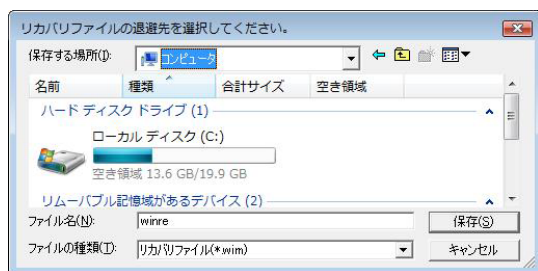 リカバリファイルの退避先を選択してください。
保存する場所(I): コンピュータ
名前 種類 合計サイズ 空き領域
ハード ディスク ドライブ (1)
ローカル ディスク (C:)
空き領域 13.6 GB/19.9 GB
リムーバブル記憶域があるデバイス (2)
ファイル名(N): winre 保存(S)
ファイルの種類(T): リカバリファイル(*.wim) キャンセル